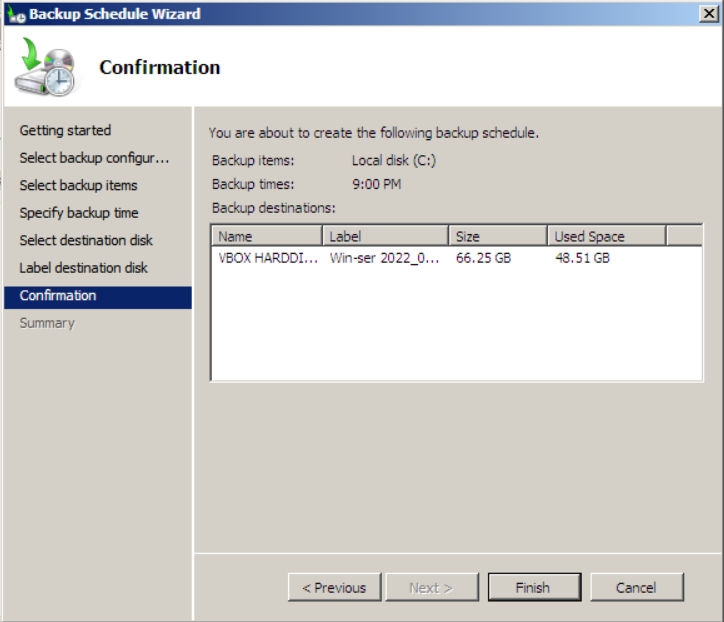 Backup Schedule Wizard
Confirmation
Getting started
Select backup configur...
Select backup items
Specify backup time
Select destination disk
Label destination disk
Confirmation
Summary
You are about to create the following backup schedule.
Backup items: Local disk (C:)
Backup times: 9:00 PM
Backup destinations:
Name Label Size Used Space
VBOX HARDDI... Win-ser 2022_0... 66.25 GB 48.51 GB
< Previous Next > Finish Cancel